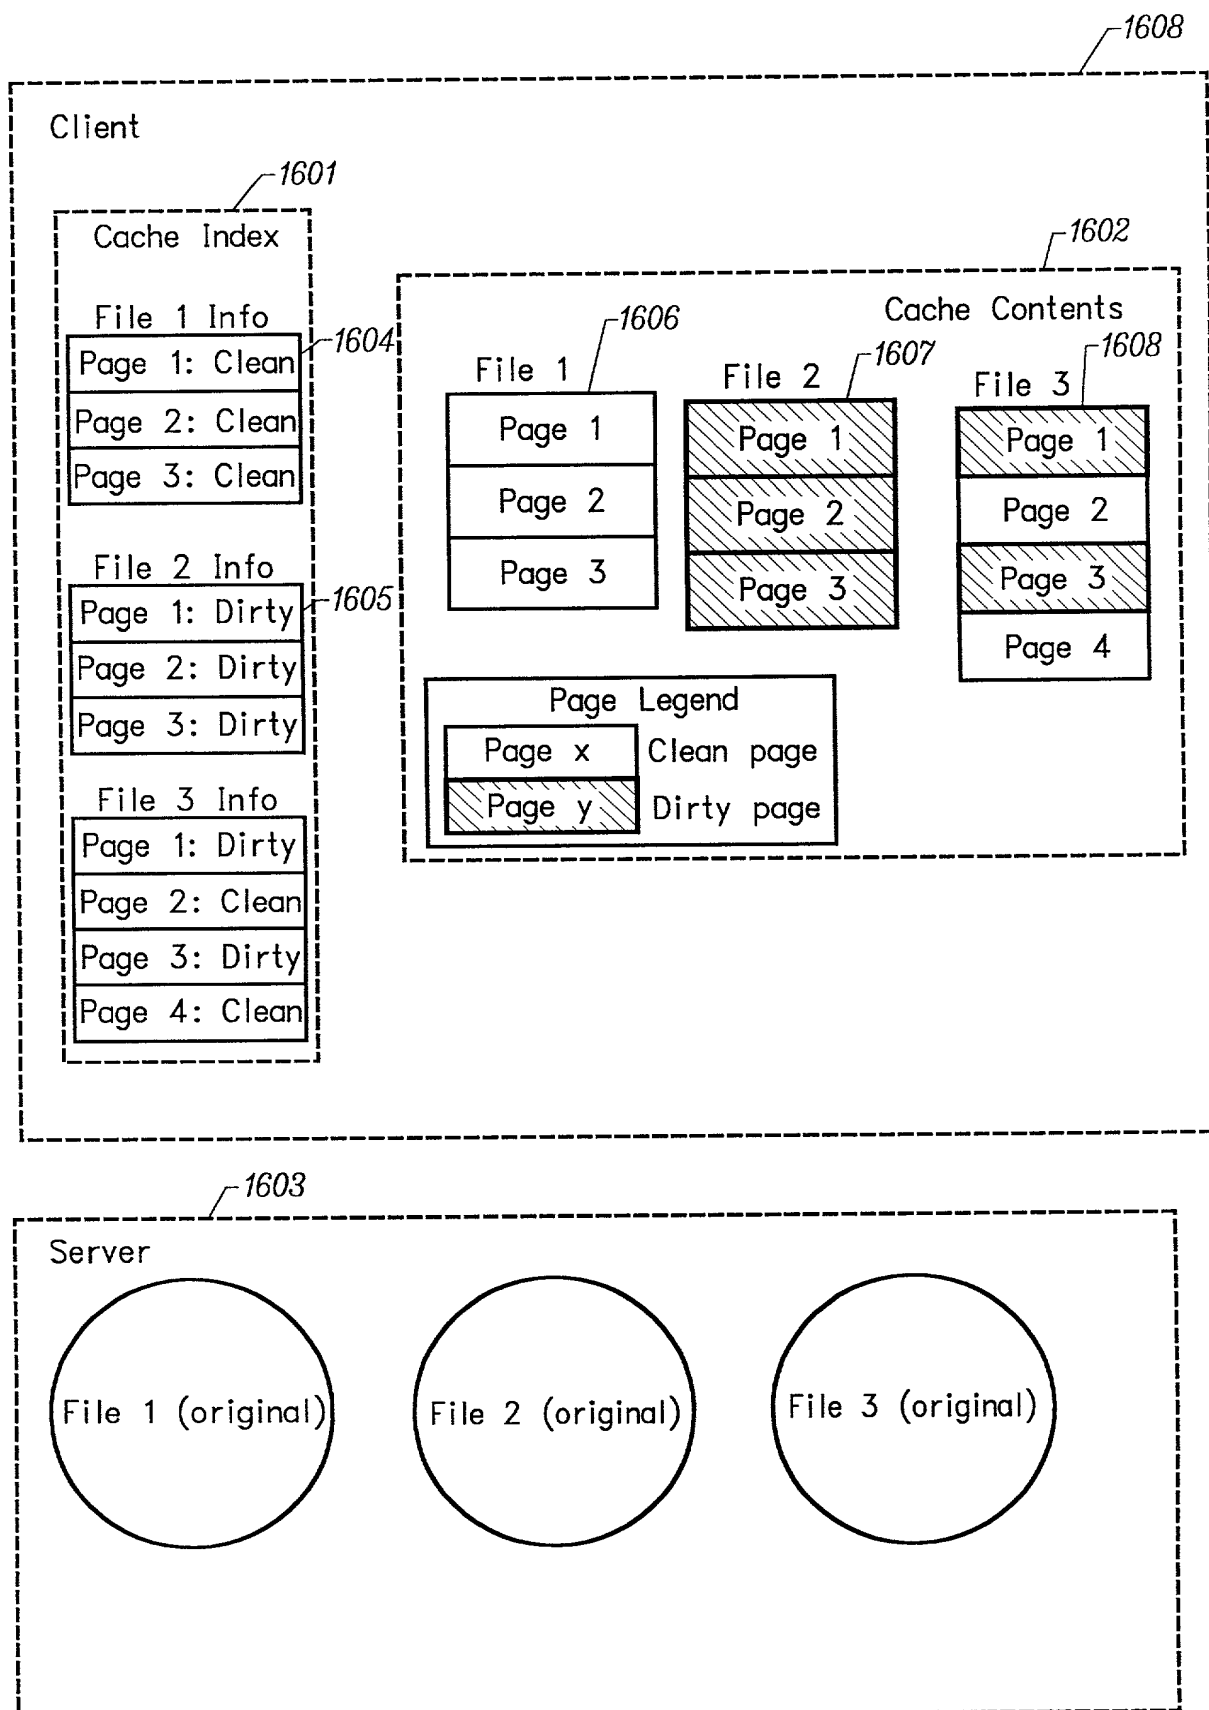 1608
Client
1601
Cache Index
File 1 Info
1604
Page 1: Clean
Page 2: Clean
Page 3: Clean
File 2 Info
1605
Page 1: Dirty
Page 2: Dirty
Page 3: Dirty
File 3 Info
Page 1: Dirty
Page 2: Clean
Page 3: Dirty
Page 4: Clean
1602
Cache Contents
1606
File 1
Page 1
Page 2
Page 3
1607
File 2
Page 1
Page 2
Page 3
1608
File 3
Page 1
Page 2
Page 3
Page 4
Page Legend
Page x Clean page
Page y Dirty page
1603
Server
File 1 (original)
File 2 (original)
File 3 (original)